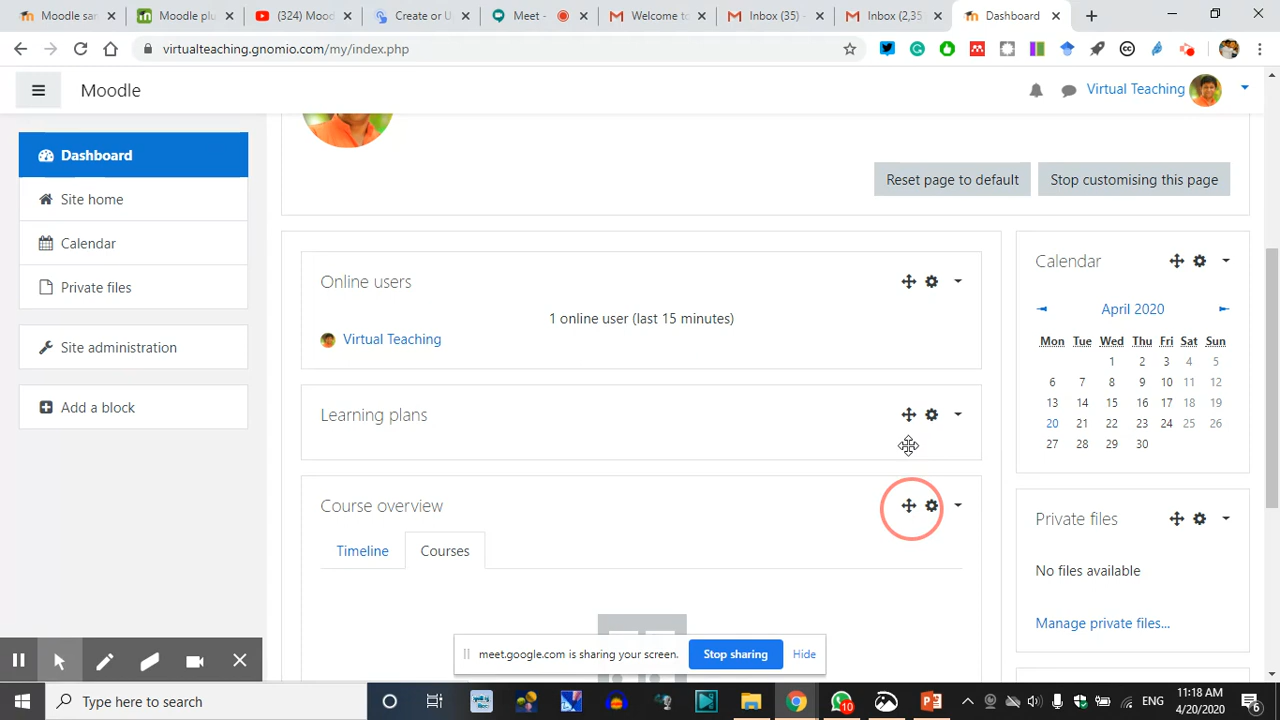 Moodle sa
Moodle plu
(324) Mood
Create or U
Meet -
Welcome to
Inbox (35) -
Inbox (2,35
Dashboard
virtualteaching.gnomio.com/my/index.php
Moodle
Virtual Teaching
Dashboard
Site home
Calendar
Private files
Site administration
Add a block
Reset page to default
Stop customising this page
Online users
1 online user (last 15 minutes)
Virtual Teaching
Learning plans
Course overview
Timeline Courses
Calendar
April 2020
Mon Tue Wed Thu Fri Sat Sun
1 2 3 4 5
6 7 8 9 10 11 12
13 14 15 16 17 18 19
20 21 22 23 24 25 26
27 28 29 30
Private files
No files available
Manage private files...
meet.google.com is sharing your screen. Stop sharing Hide
Type here to search
10
ENG
11:18 AM
4/20/2020
6